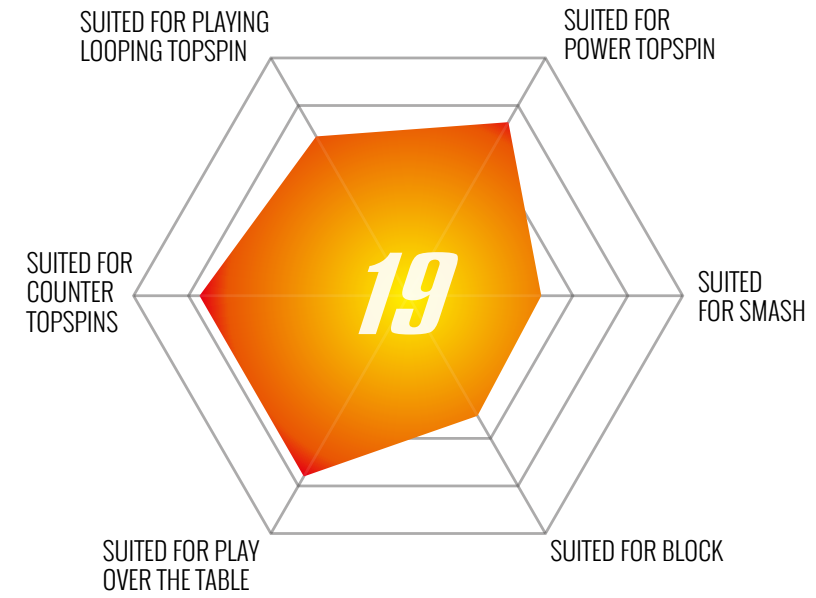 SUITED FOR PLAYING
LOOPING TOPSPIN
SUITED FOR
POWER TOPSPIN
SUITED FOR
COUNTER
TOPSPINS
19
SUITED
FOR SMASH
SUITED FOR PLAY
OVER THE TABLE
SUITED FOR BLOCK